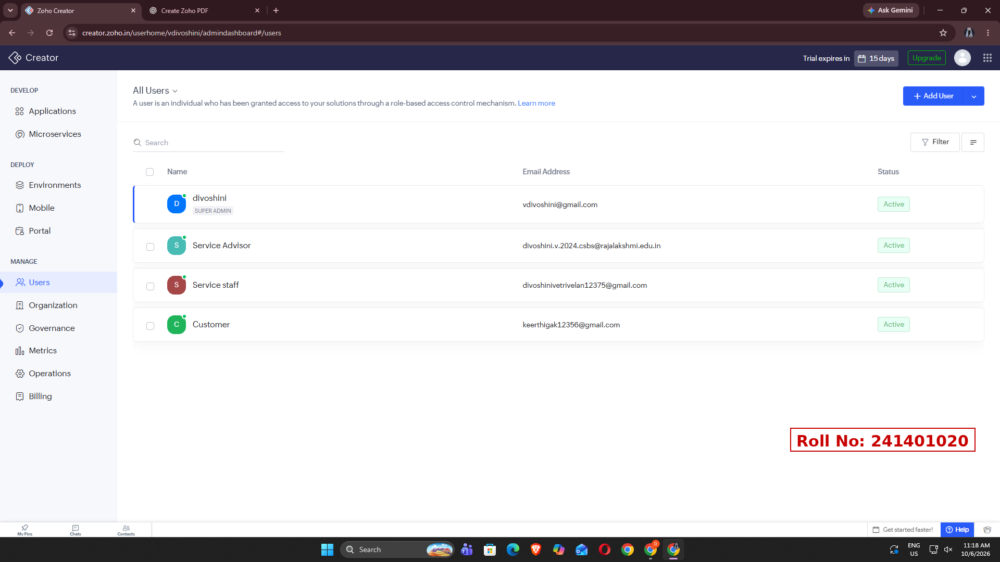 Zoho Creator
Create Zoho PDF
Ask Gemini
creator.zoho.in/userhome/vdivoshini/admindashboard#/users
Creator
Trial expires in
15 days
Upgrade
DEVELOP
Applications
Microservices
DEPLOY
Environments
Mobile
Portal
MANAGE
Users
Organization
Governance
Metrics
Operations
Billing
All Users
A user is an individual who has been granted access to your solutions through a role-based access control mechanism. Learn more
Add User
Search
Filter
Name Email Address Status
D
divoshini
SUPER ADMIN
vdivoshini@gmail.com
Active
S Service Advisor divoshini.v.2024.csbs@rajalakshmi.edu.in Active
S Service staff divoshinivetrivelan12375@gmail.com Active
C Customer keerthigak12356@gmail.com Active
Roll No: 241401020
My Pins
Chats
Contacts
Get started faster!
Help
Search
D
ENG
US
11:18 AM
10/6/2026